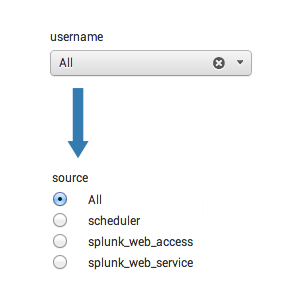 username
All
source
All
scheduler
splunk_web_access
splunk_web_service